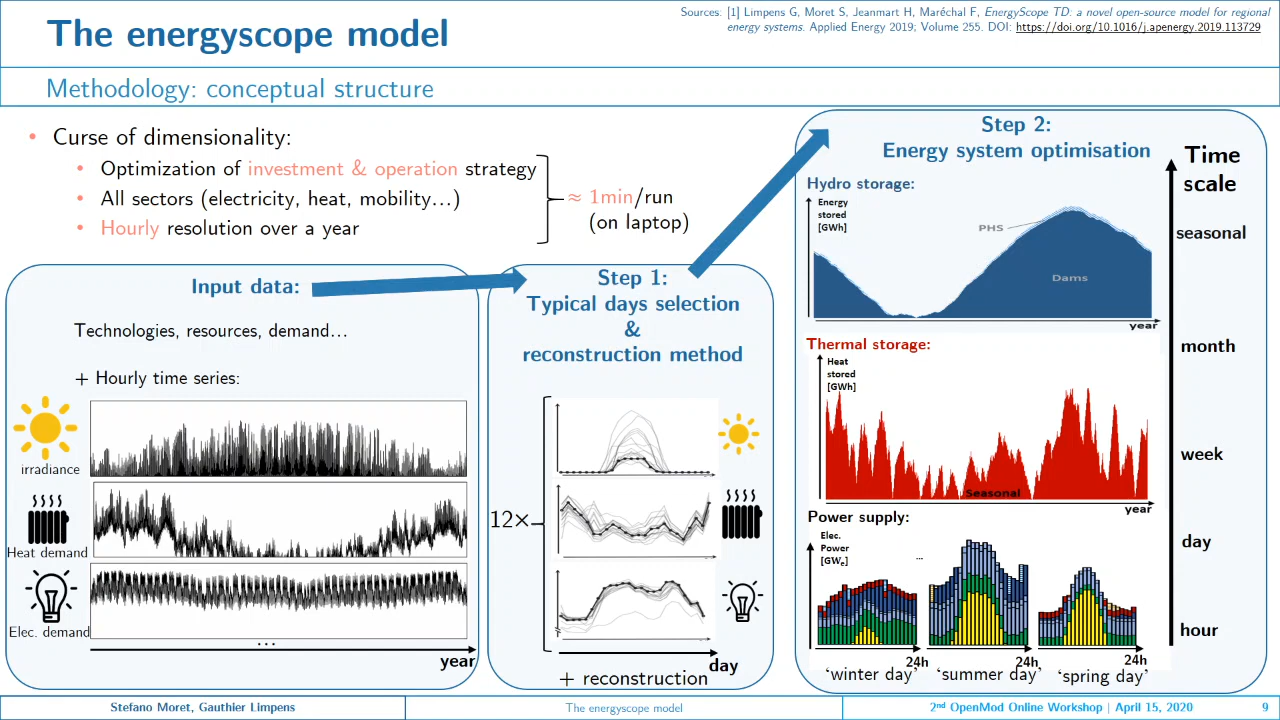 The energyscope model
Sources: [1] Limpens G, Moret S, Jeanmart H, Maréchal F, EnergyScope TD: a novel open-source model for regional
energy systems. Applied Energy 2019; Volume 255. DOI: https://doi.org/10.1016/j.apenergy.2019.113729
Methodology: conceptual structure
• Curse of dimensionality:
• Optimization of investment & operation strategy
• All sectors (electricity, heat, mobility…)
• Hourly resolution over a year
≈ 1min/run
(on laptop)
Input data:
Technologies, resources, demand…
+ Hourly time series:
irradiance
Heat demand
Elec. demand
...
year
Step 1:
Typical days selection
&
reconstruction method
12×
day
+ reconstruction
Step 2:
Energy system optimisation
Hydro storage:
Energy
stored
[GWh]
PHS
Dams
year
Thermal storage:
Heat
stored
[GWh]
Seasonal
year
Power supply:
Elec.
Power
[GWe]
...
24h
24h
24h
‘winter day’
‘summer day’
‘spring day’
Time
scale
seasonal
month
week
day
hour
Stefano Moret, Gauthier Limpens
The energyscope model
2nd OpenMod Online Workshop | April 15, 2020
9